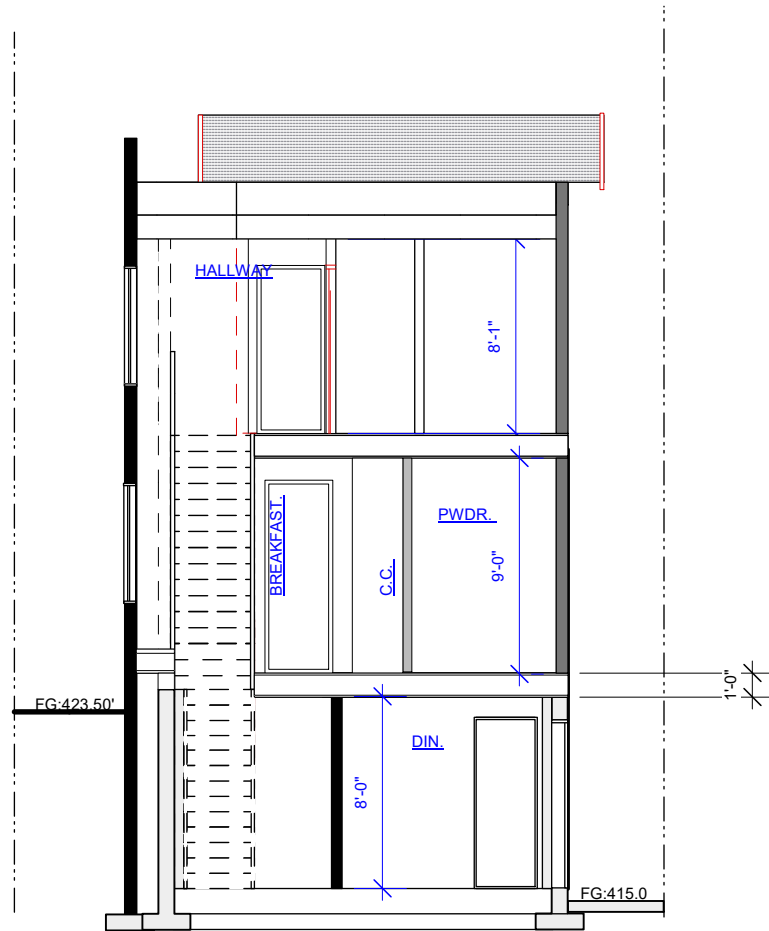 HALLWAY
8'-1"
BREAKFAST.
C.C.
PWDR.
9'-0"
1'-0"
FG:423.50'
DIN.
8'-0"
FG:415.0